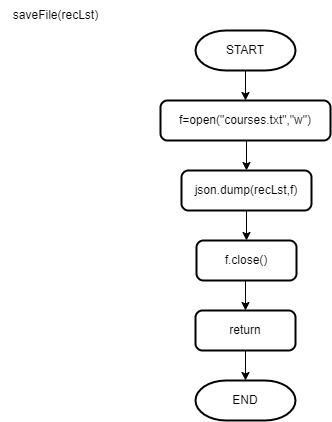 saveFile(recLst)
START
f=open("courses.txt","w")
json.dump(recLst,f)
f.close()
return
END